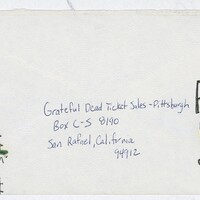 Grateful Dead Ticket Sales-Pittsburgh
Box C-S 8190
San Rafael, California
94912